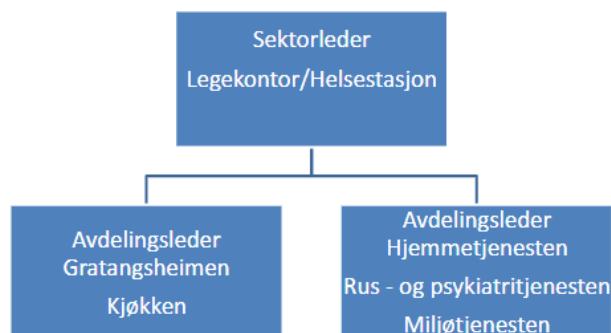 Sektorleder
Legekontor/Helsestasjon
Avdelingsleder
Gratangsheimen
Kjøkken
Avdelingsleder
Hjemmetjenesten
Rus - og psykiatritjenesten
Miljøtjenesten